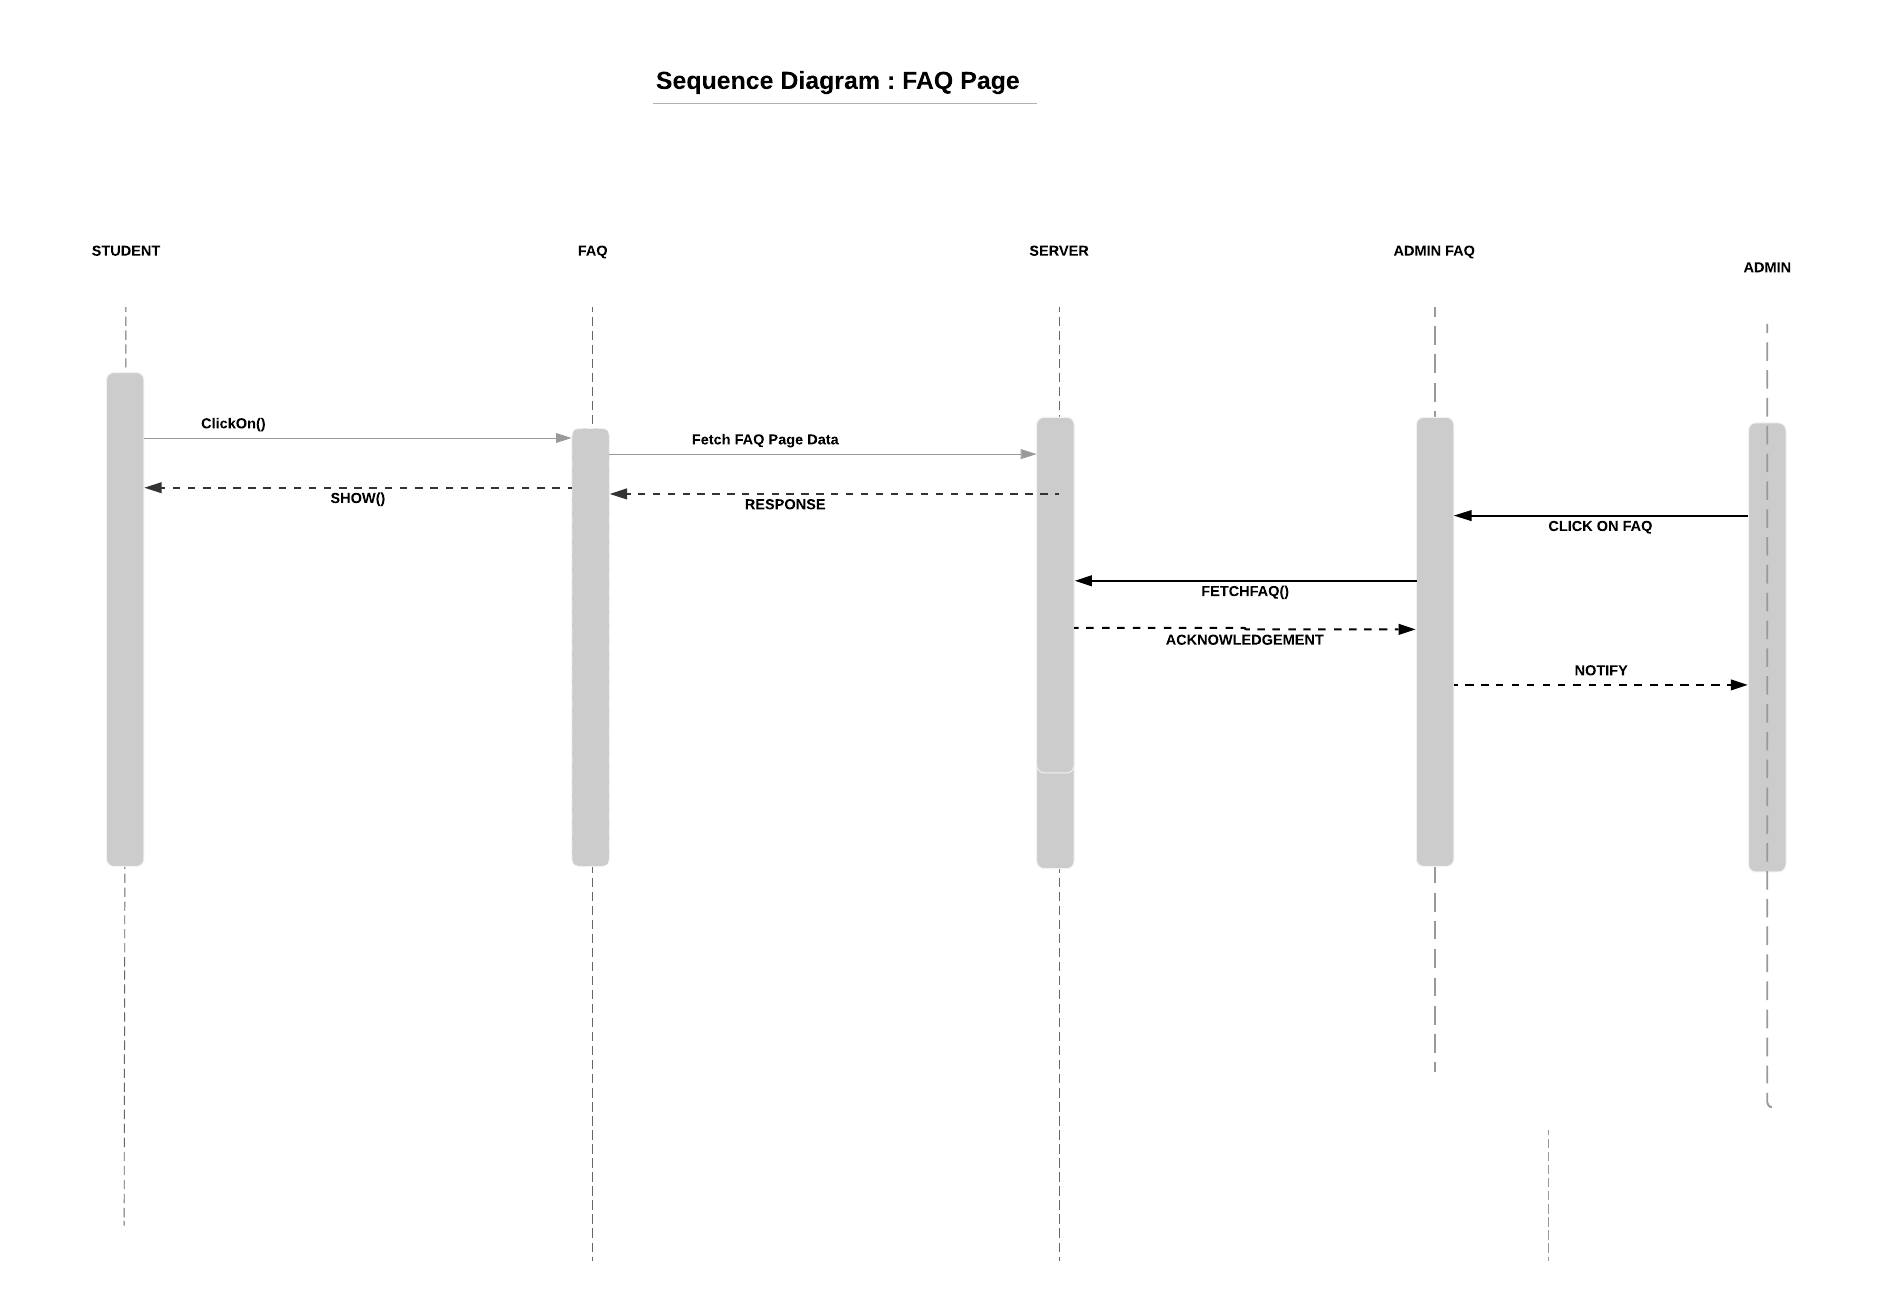 Sequence Diagram : FAQ Page
STUDENT
FAQ
SERVER
ADMIN FAQ
ADMIN
ClickOn()
Fetch FAQ Page Data
SHOW()
RESPONSE
CLICK ON FAQ
FETCHFAQ()
ACKNOWLEDGEMENT
NOTIFY